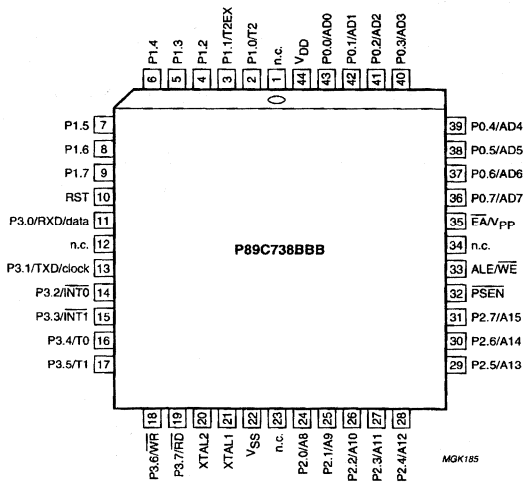 P1.4
P1.3
P1.2
P1.1/T2EX
P1.0/T2
n.c.
VDD
P0.0/AD0
P0.1/AD1
P0.2/AD2
P0.3/AD3
6
5
4
3
2
1
44
43
42
41
40
P1.5 7
P1.6 8
P1.7 9
RST 10
P3.0/RXD/data 11
n.c. 12
P3.1/TXD/clock 13
P3.2/INT0 14
P3.3/INT1 15
P3.4/T0 16
P3.5/T1 17
P89C738BBB
39 P0.4/AD4
38 P0.5/AD5
37 P0.6/AD6
36 P0.7/AD7
35 EA/VPP
34 n.c.
33 ALE/WE
32 PSEN
31 P2.7/A15
30 P2.6/A14
29 P2.5/A13
18
19
20
21
22
23
24
25
26
27
28
P3.6/WR
P3.7/RD
XTAL2
XTAL1
VSS
n.c.
P2.0/A8
P2.1/A9
P2.2/A10
P2.3/A11
P2.4/A12
MGK185